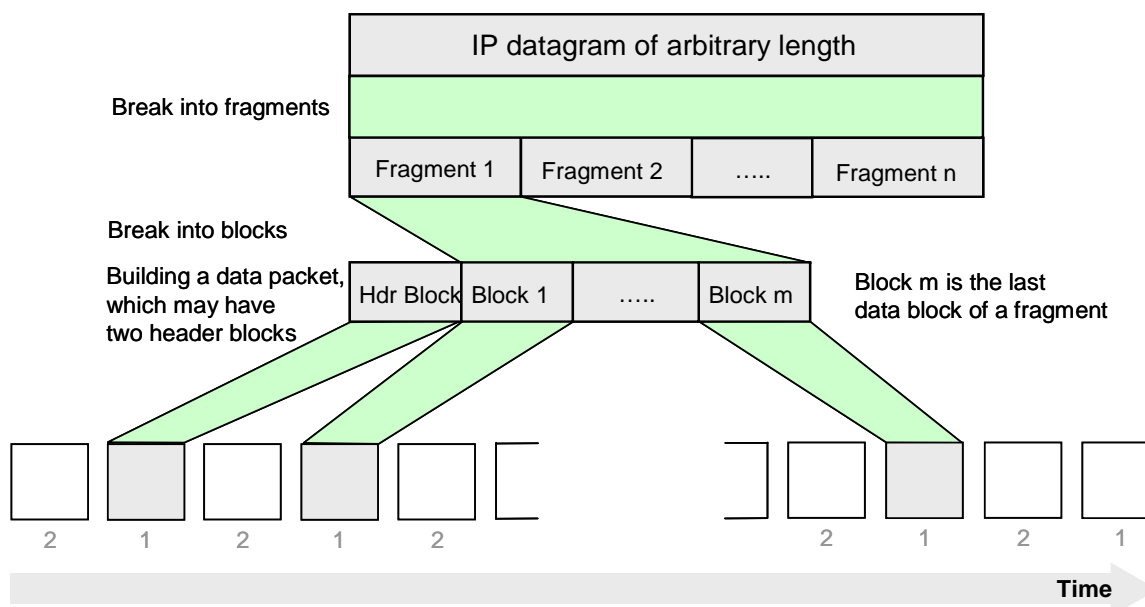 IP datagram of arbitrary length
Break into fragments
Fragment 1 Fragment 2 ..... Fragment n
Break into blocks
Building a data packet,
which may have
two header blocks
Hdr Block Block 1 ..... Block m
Block m is the last
data block of a fragment
2 1 2 1 2 2 1 2 1
Time